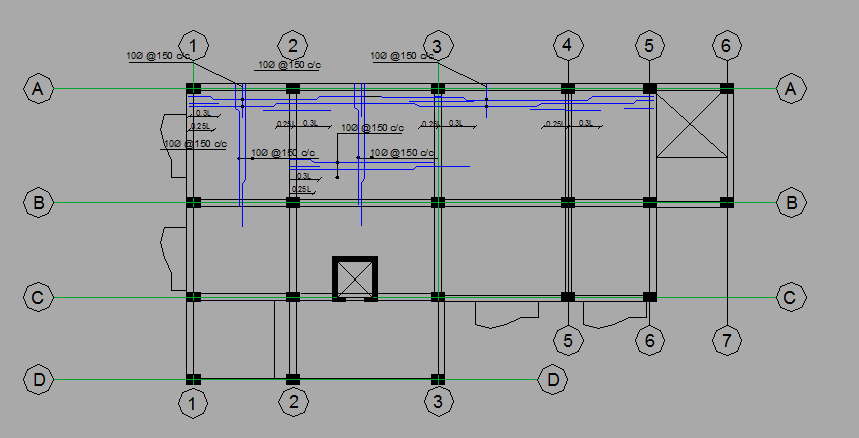 1 2 3 4 5 6
10Ø @150 c/c 10Ø @150 c/c
10Ø @150 c/c
A A
0.3L
0.25L 0.25L 0.3L 0.25L 0.3L 0.25L 0.3L
10Ø @150 c/c
10Ø @150 c/c 10Ø @150 c/c 10Ø @150 c/c
0.3L
0.25L
B B
C C
5 6 7
D D
1 2 3